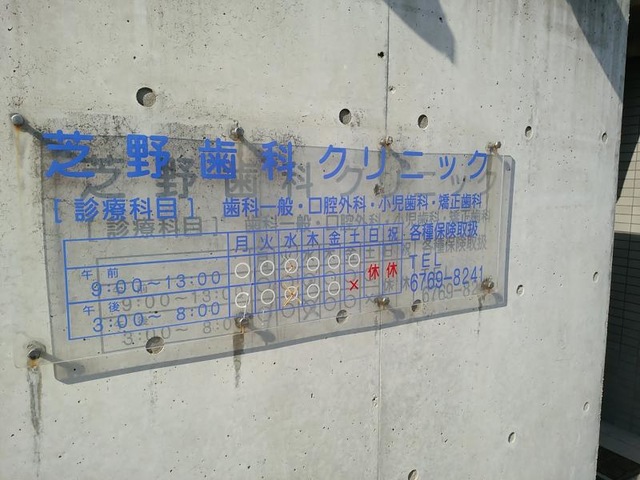 芝野歯科クリニック
[診療科目] 歯科一般・口腔外科・小児歯科・矯正歯科
月 火 水 木 金 土 日 祝 各種保険取扱
午前 9:00~13:00 ○ ○ ○ ○ ○ ○ 休 休 TEL
午後 3:00~8:00 ○ ○ ○ ○ ○ × 6769-8241